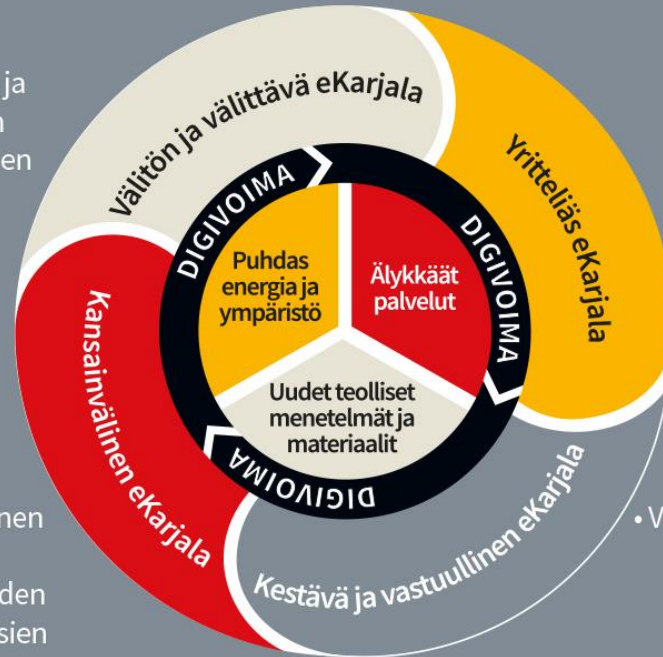 ja
en
Välitön ja välittävä eKarjala
Yritteliäs eKarjala
DIGIVOIMA
DIGIVOIMA
Puhdas
energia ja
ympäristö
Älykkäät
palvelut
Uudet teolliset
menetelmät ja
materiaalit
DIGIVOIMA
Kansainvälinen eKarjala
Kestävä ja vastuullinen eKarjala
nen
den
sien